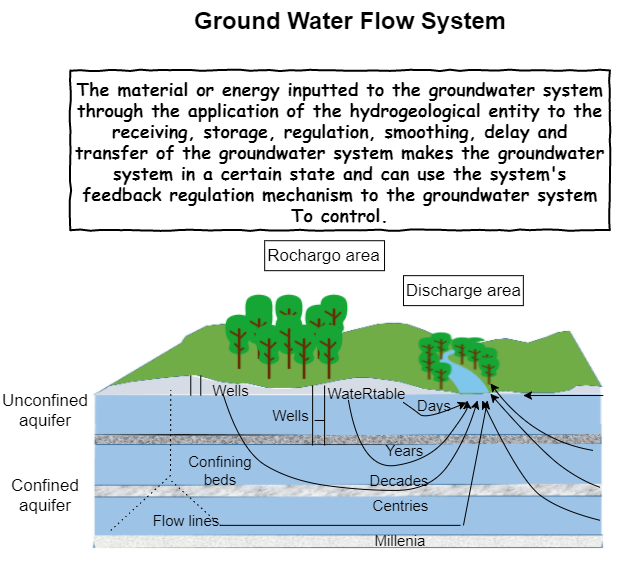 Ground Water Flow System
The material or energy inputted to the groundwater system
through the application of the hydrogeological entity to the
receiving, storage, regulation, smoothing, delay and
transfer of the groundwater system makes the groundwater
system in a certain state and can use the system's
feedback regulation mechanism to the groundwater system
To control.
Rochargo area
Discharge area
Wells
WateRtable
Unconfined
aquifer
Wells
Days
Years
Confining
beds
Decades
Confined
aquifer
Centries
Flow lines
Millenia